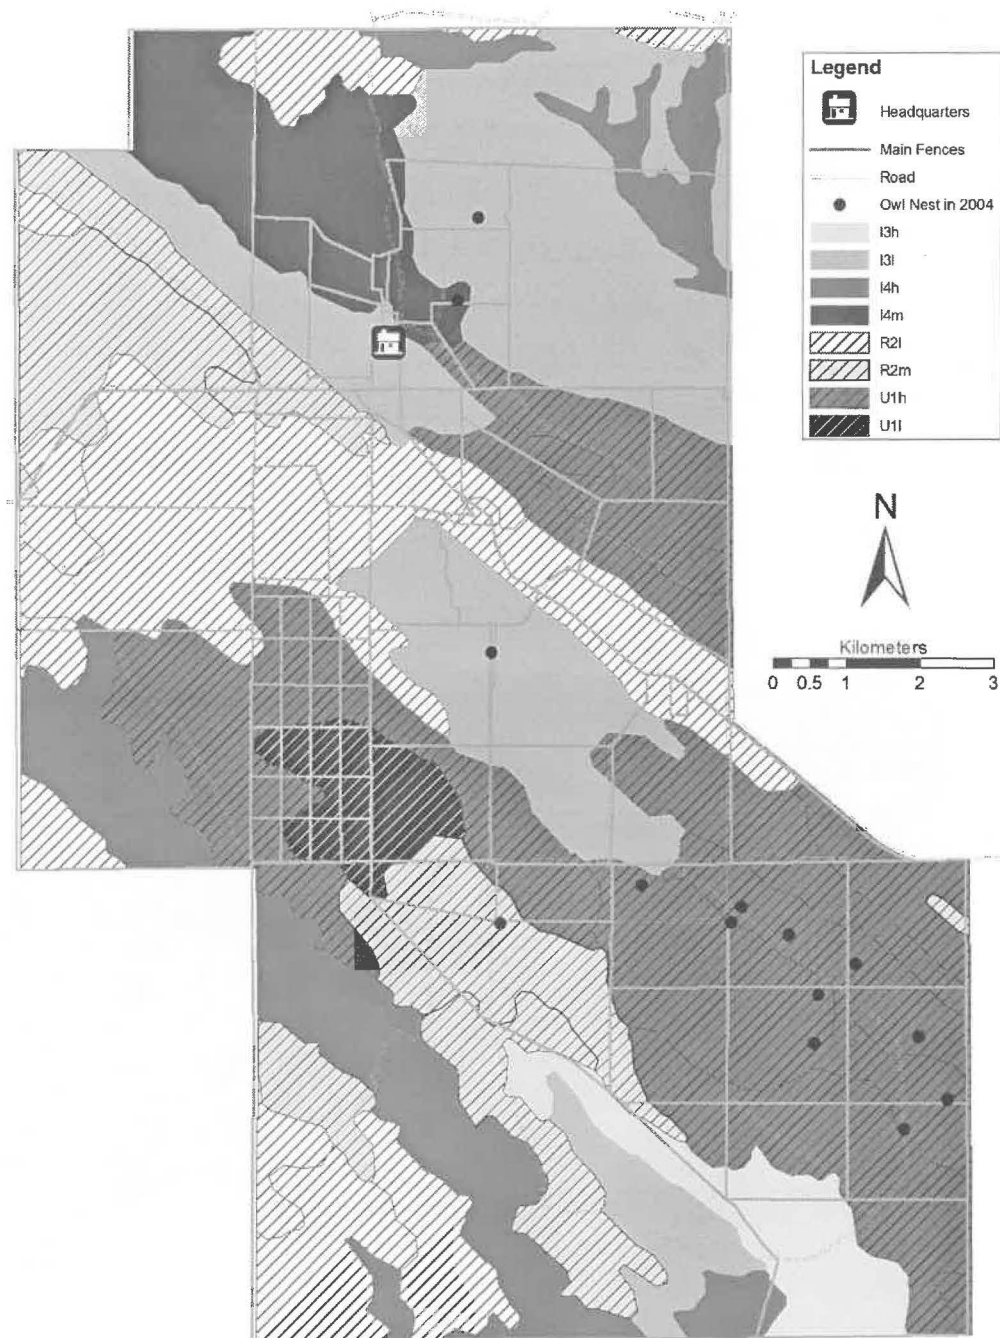 Legend
Headquarters
Main Fences
Road
Owl Nest in 2004
I3h
I3l
I4h
I4m
R2l
R2m
U1h
U1l
N
Kilometers
0 0.5 1 2 3